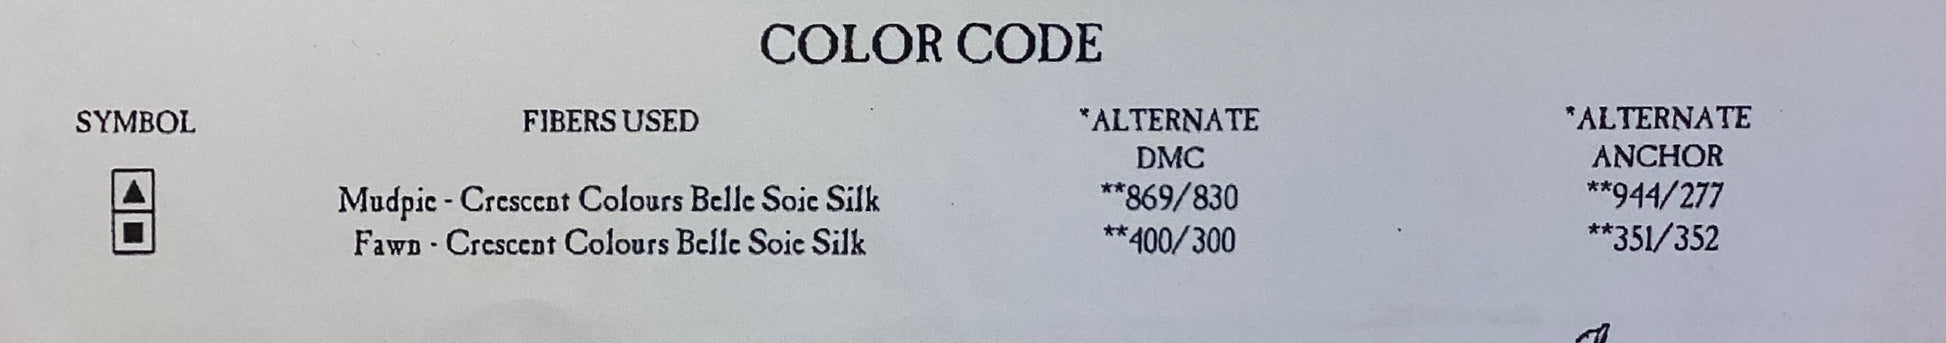 COLOR CODE
SYMBOL FIBERS USED *ALTERNATE *ALTERNATE
DMC ANCHOR
Mudpie - Crescent Colours Belle Soie Silk **869/830 **944/277
Fawn - Crescent Colours Belle Soie Silk **400/300 **351/352